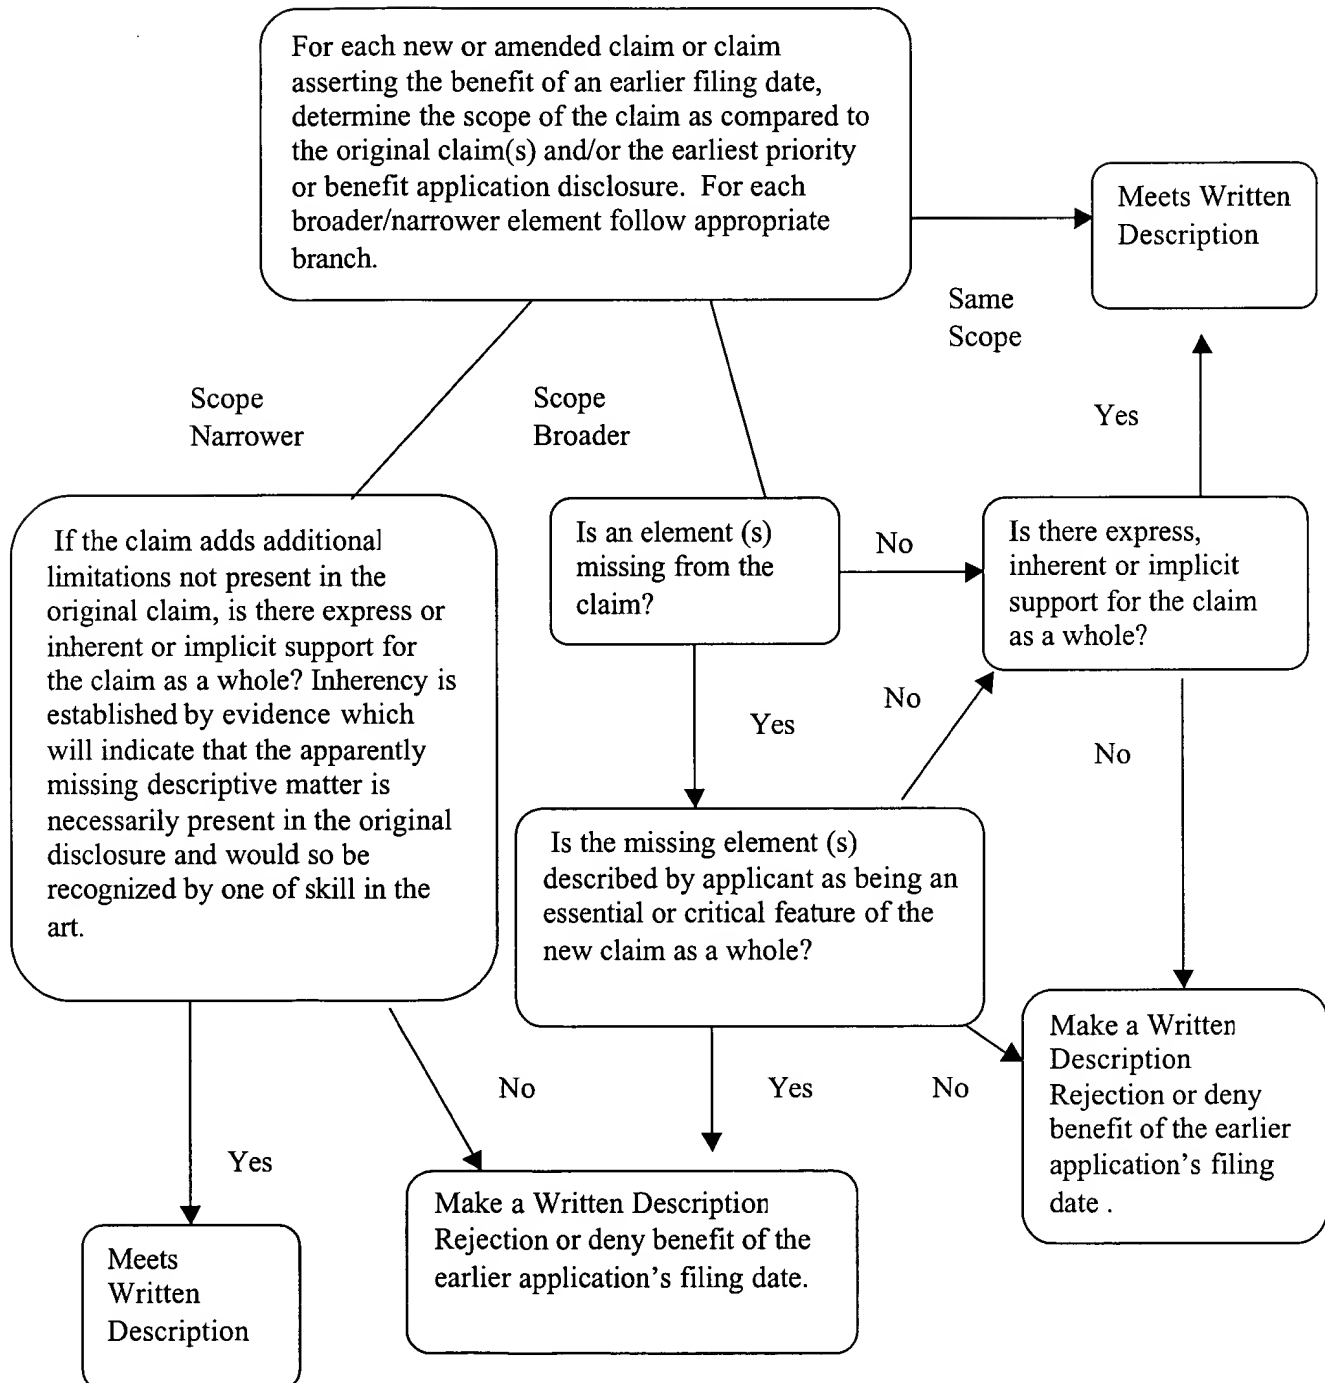 For each new or amended claim or claim
asserting the benefit of an earlier filing date,
determine the scope of the claim as compared to
the original claim(s) and/or the earliest priority
or benefit application disclosure. For each
broader/narrower element follow appropriate
branch.
Meets Written
Description
Same
Scope
Scope
Narrower
Scope
Broader
Yes
If the claim adds additional
limitations not present in the
original claim, is there express or
inherent or implicit support for
the claim as a whole? Inherency is
established by evidence which
will indicate that the apparently
missing descriptive matter is
necessarily present in the original
disclosure and would so be
recognized by one of skill in the
art.
Is an element (s)
missing from the
claim?
No
Is there express,
inherent or implicit
support for the claim
as a whole?
Yes
No
No
Is the missing element (s)
described by applicant as being an
essential or critical feature of the
new claim as a whole?
Make a Written
Description
Rejection or deny
benefit of the earlier
application's filing
date .
No
Yes
No
Yes
Make a Written Description
Rejection or deny benefit of the
earlier application's filing date.
Meets
Written
Description